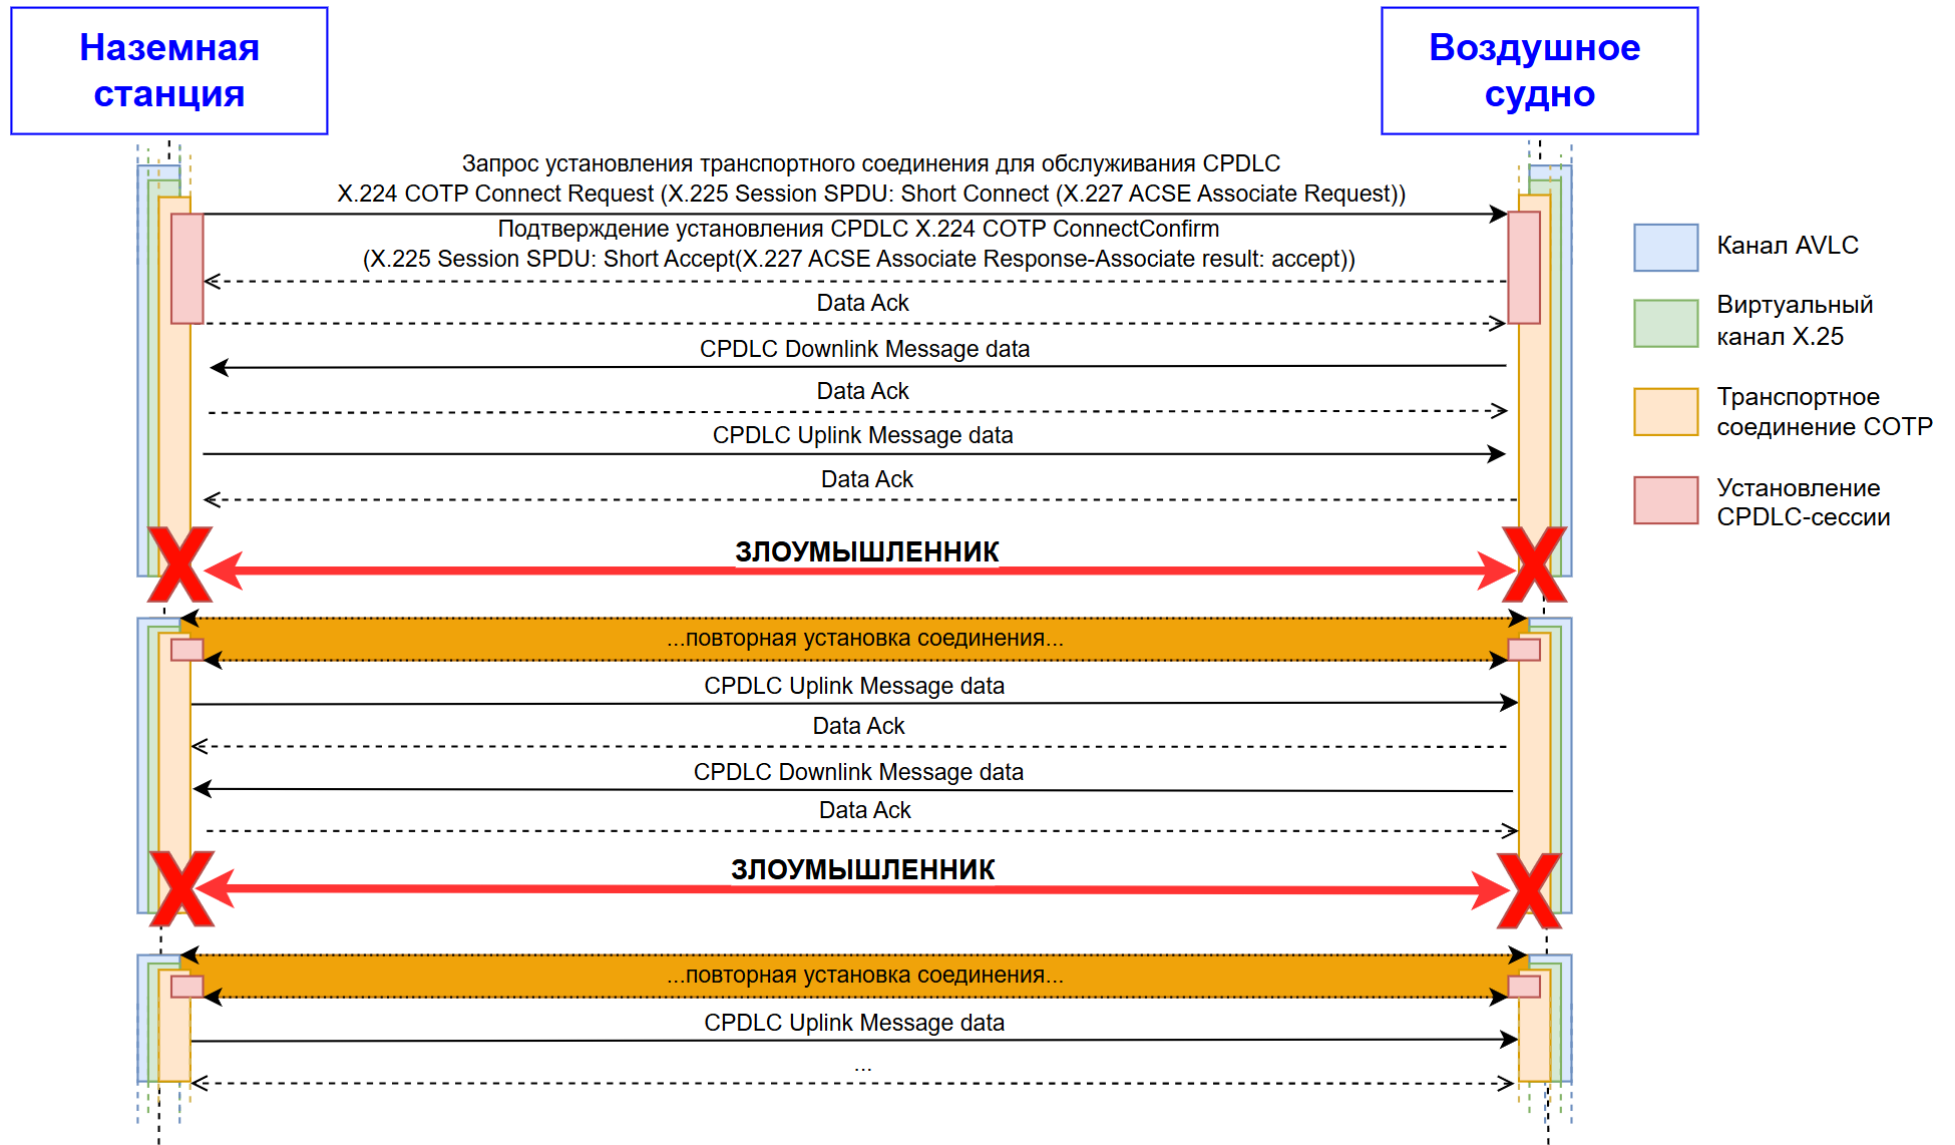 Наземная
станция
Воздушное
судно
Запрос установления транспортного соединения для обслуживания CPDLC
X.224 COTP Connect Request (X.225 Session SPDU: Short Connect (X.227 ACSE Associate Request))
Подтверждение установления CPDLC X.224 COTP ConnectConfirm
(X.225 Session SPDU: Short Accept(X.227 ACSE Associate Response-Associate result: accept))
Data Ack
CPDLC Downlink Message data
Data Ack
CPDLC Uplink Message data
Data Ack
ЗЛОУМЫШЛЕННИК
...повторная установка соединения...
CPDLC Uplink Message data
Data Ack
CPDLC Downlink Message data
Data Ack
ЗЛОУМЫШЛЕННИК
...повторная установка соединения...
CPDLC Uplink Message data
...
Канал AVLC
Виртуальный
канал X.25
Транспортное
соединение COTP
Установление
CPDLC-сессии